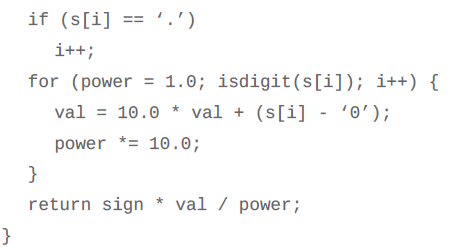 if (s[i] == ‘.’)
i++;
for (power = 1.0; isdigit(s[i]); i++) {
val = 10.0 * val + (s[i] - ‘0’);
power *= 10.0;
}
return sign * val / power;
}